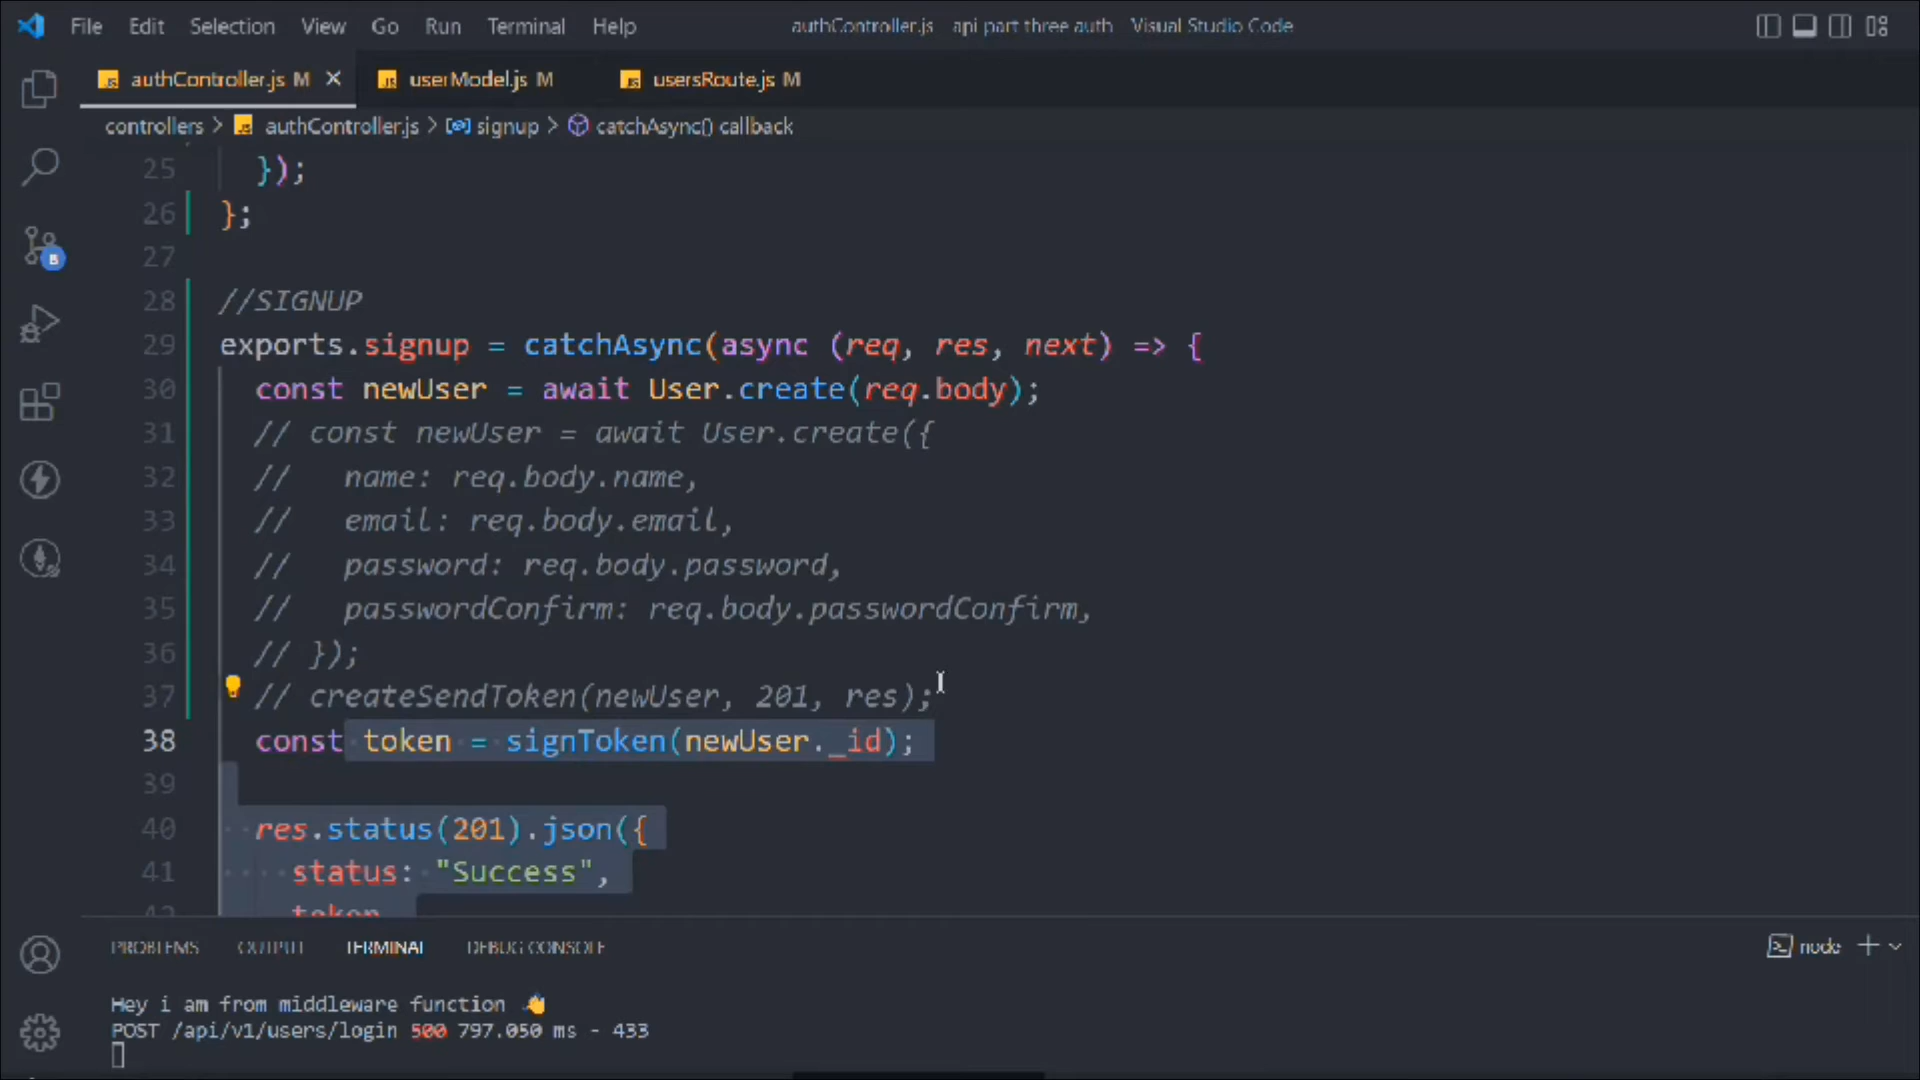 File Edit Selection View Go Run Terminal Help authController.js api part three auth Visual Studio Code
authController.js M userModel.js M usersRoute.js M
controllers > authController.js > signup > catchAsync() callback
25 });
26 };
27
28 //SIGNUP
29 exports.signup = catchAsync(async (req, res, next) => {
30 const newUser = await User.create(req.body);
31 // const newUser = await User.create({
32 // name: req.body.name,
33 // email: req.body.email,
34 // password: req.body.password,
35 // passwordConfirm: req.body.passwordConfirm,
36 // });
37 // createSendToken(newUser, 201, res);
38 const token = signToken(newUser._id);
39
40 res.status(201).json({
41 status: "Success",
42 token
PROBLEMS OUTPUT TERMINAL DEBUG CONSOLE node
Hey i am from middleware function 👋
POST /api/v1/users/login 500 797.050 ms - 433